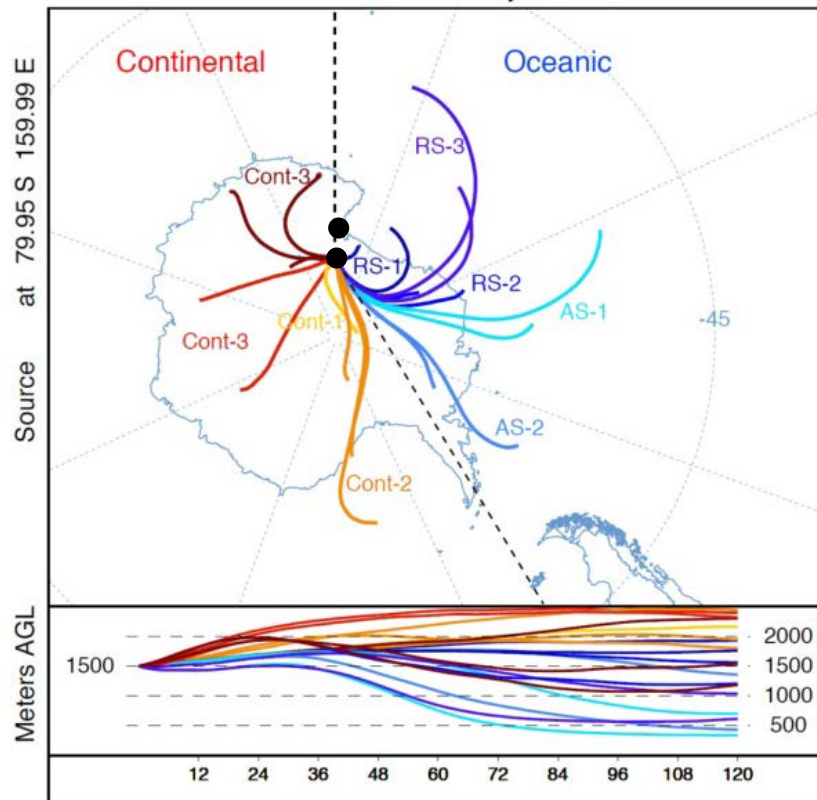 Continental
Oceanic
Source at 79.95 S 159.99 E
RS-3
Cont-3
RS-1
RS-2
AS-1
Cont-1
-45
Cont-3
AS-2
Cont-2
Meters AGL
1500
2000
1500
1000
500
12 24 36 48 60 72 84 96 108 120